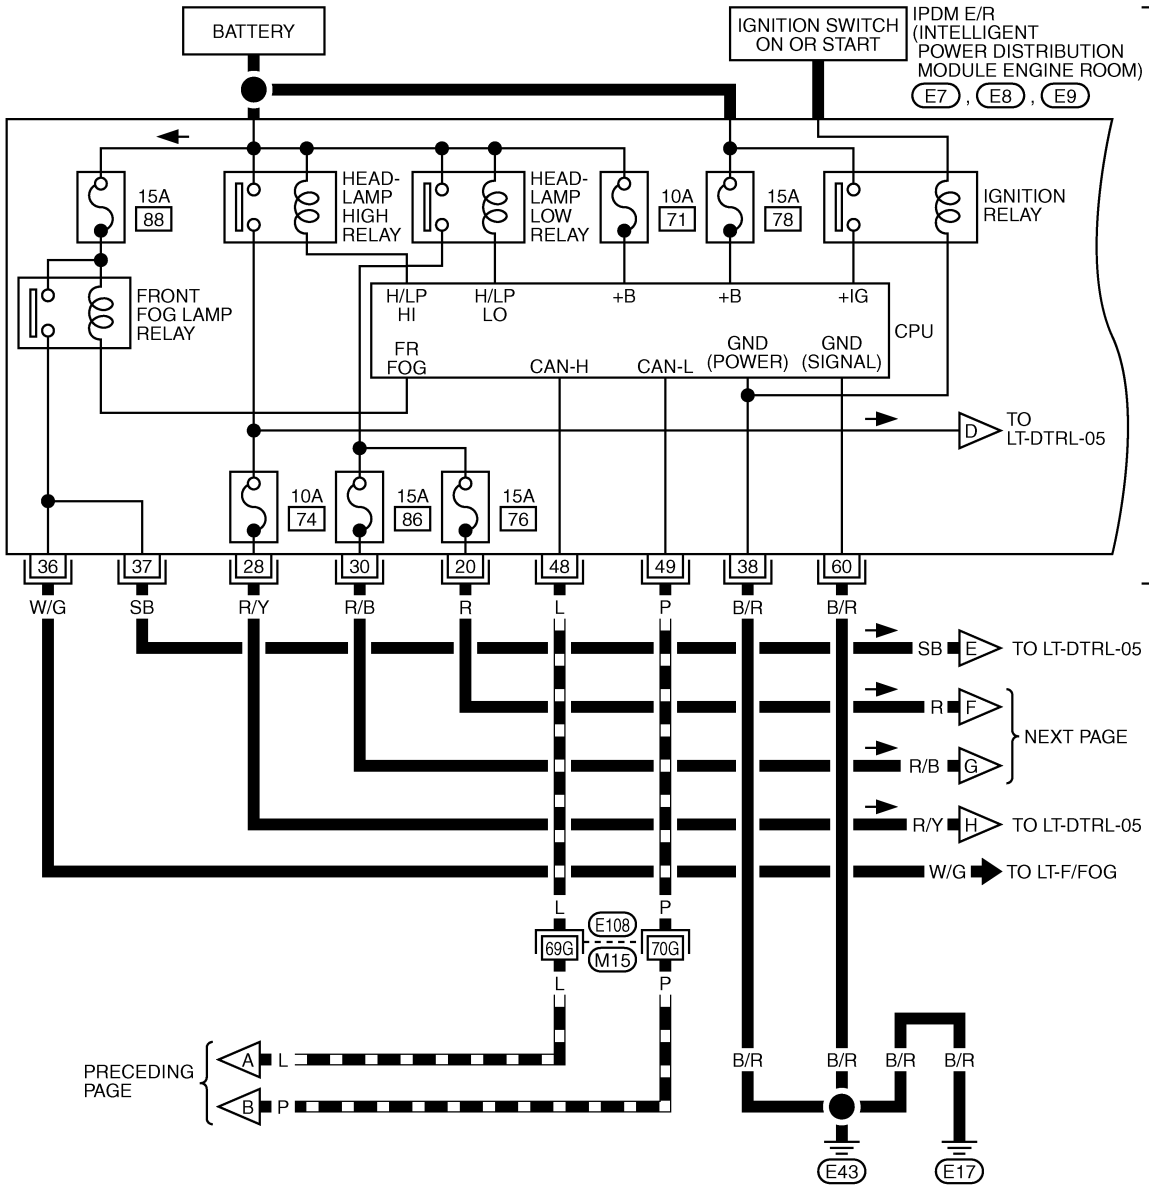 BATTERY
IGNITION SWITCH
ON OR START
IPDM E/R
(INTELLIGENT
POWER DISTRIBUTION
MODULE ENGINE ROOM)
E7 , E8 , E9
15A
88
HEAD-
LAMP
HIGH
RELAY
HEAD-
LAMP
LOW
RELAY
10A
71
15A
78
IGNITION
RELAY
FRONT
FOG LAMP
RELAY
H/LP
HI
H/LP
LO
+B
+B
+IG
CPU
FR
FOG
CAN-H
CAN-L
GND
(POWER)
GND
(SIGNAL)
D
TO
LT-DTRL-05
10A
74
15A
86
15A
76
36
37
28
30
20
48
49
38
60
W/G
SB
R/Y
R/B
R
L
P
B/R
B/R
SB
E
TO LT-DTRL-05
R
F
NEXT PAGE
R/B
G
R/Y
H
TO LT-DTRL-05
W/G
TO LT-F/FOG
L
P
E108
69G
70G
M15
L
P
PRECEDING
PAGE
A
L
B
P
B/R
B/R
B/R
B/R
E43
E17